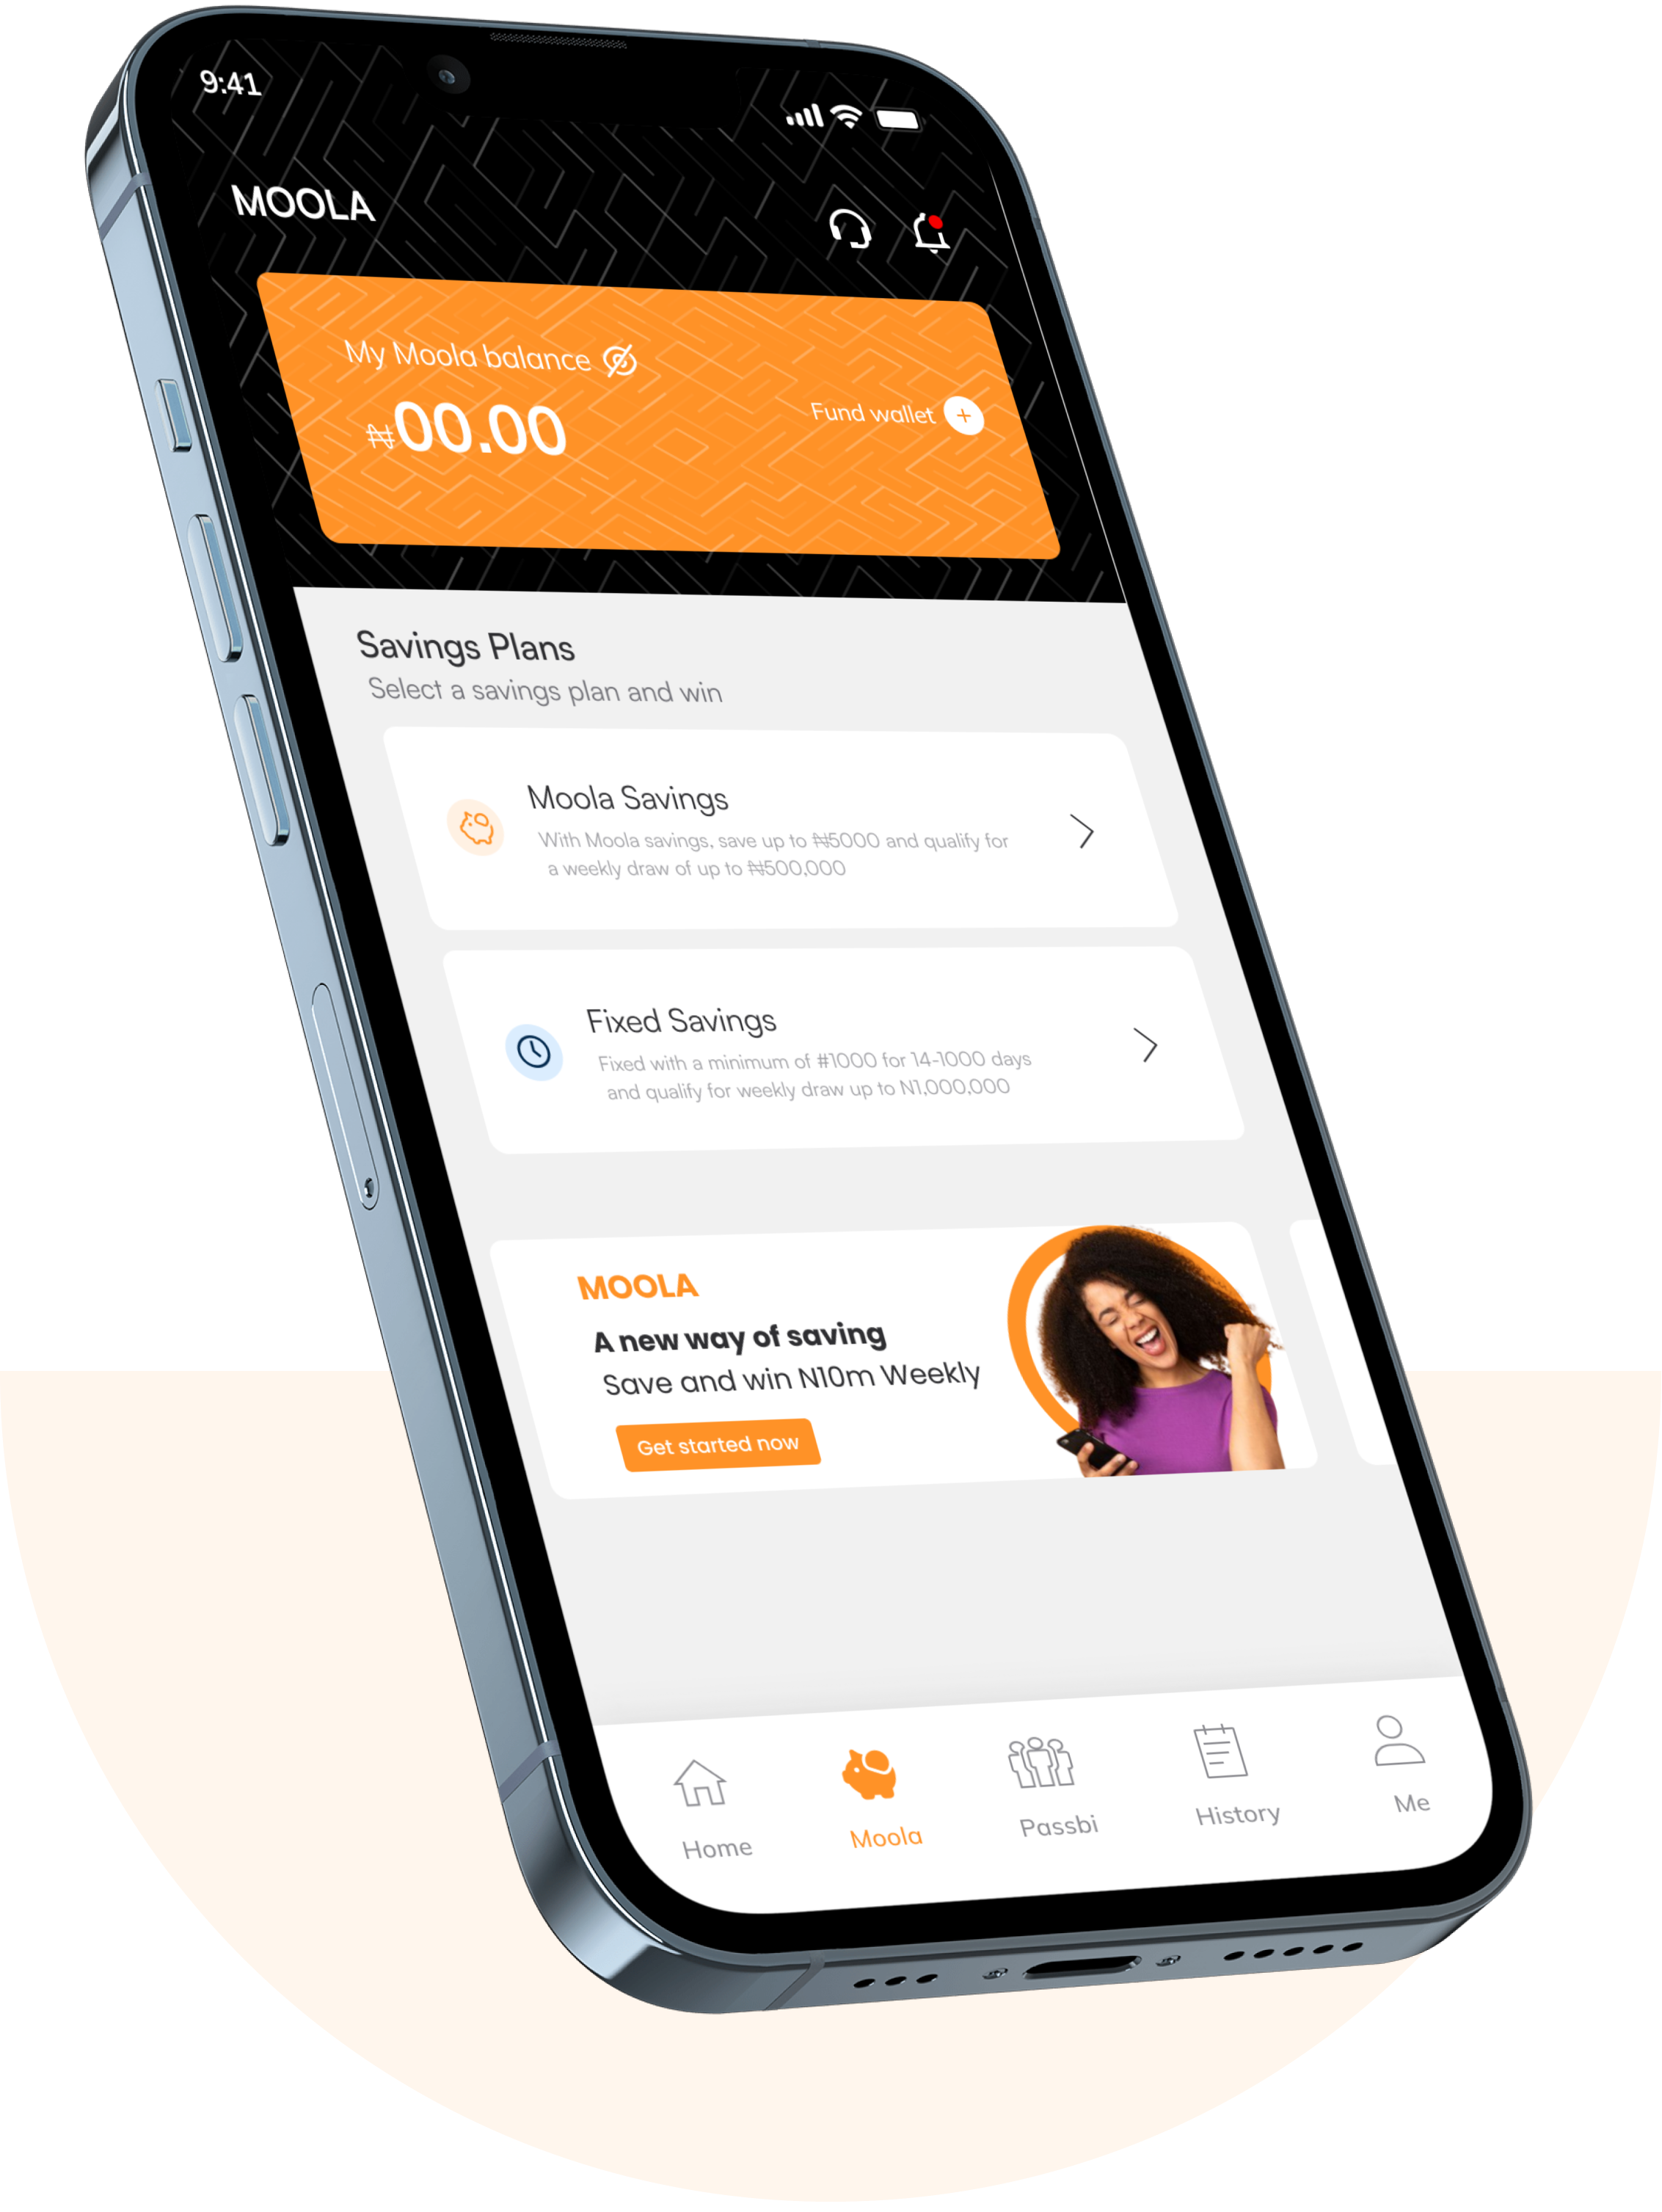 9:41
MOOLA
My Moola balance
₦00.00
Fund wallet
Savings Plans
Select a savings plan and win
Moola Savings
With Moola savings, save up to ₦5000 and qualify for
a weekly draw of up to ₦500,000
Fixed Savings
Fixed with a minimum of #1000 for 14-1000 days
and qualify for weekly draw up to N1,000,000
MOOLA
A new way of saving
Save and win N10m Weekly
Get started now
Home
Moola
Passbi
History
Me